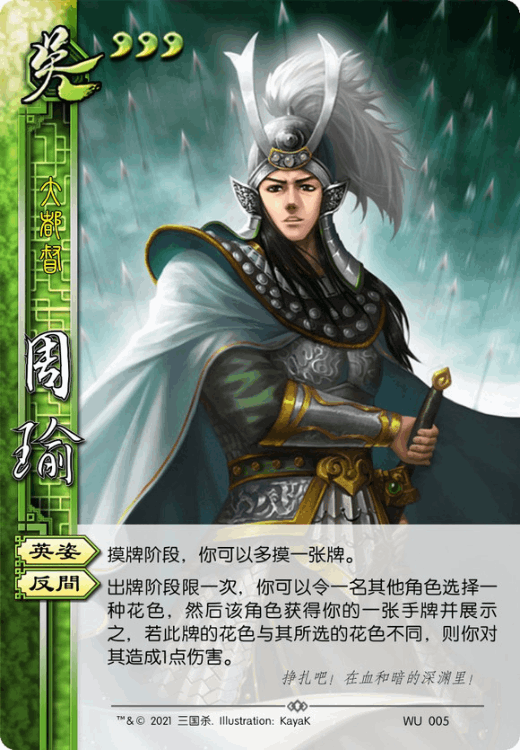 吴
大都督
周瑜
英姿
摸牌阶段，你可以多摸一张牌。
反間
出牌阶段限一次，你可以令一名其他角色选择一
种花色，然后该角色获得你的一张手牌并展示
之，若此牌的花色与其所选的花色不同，则你对
其造成1点伤害。
挣扎吧！在血和暗的深渊里！
™&© 2021 三国杀. Illustration: KayaK
WU 005